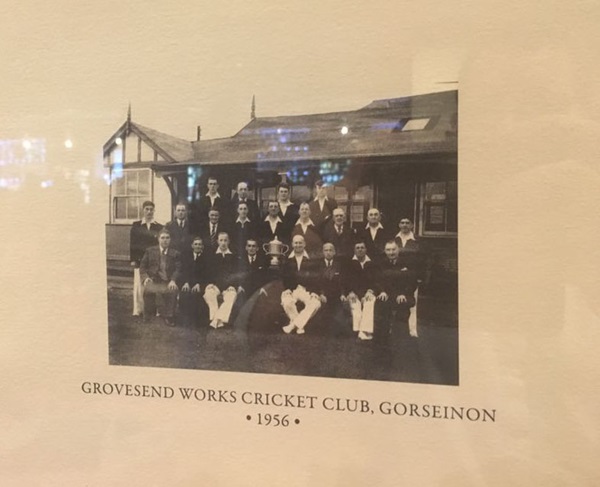 GROVESEND WORKS CRICKET CLUB, GORSEINON
• 1956 •